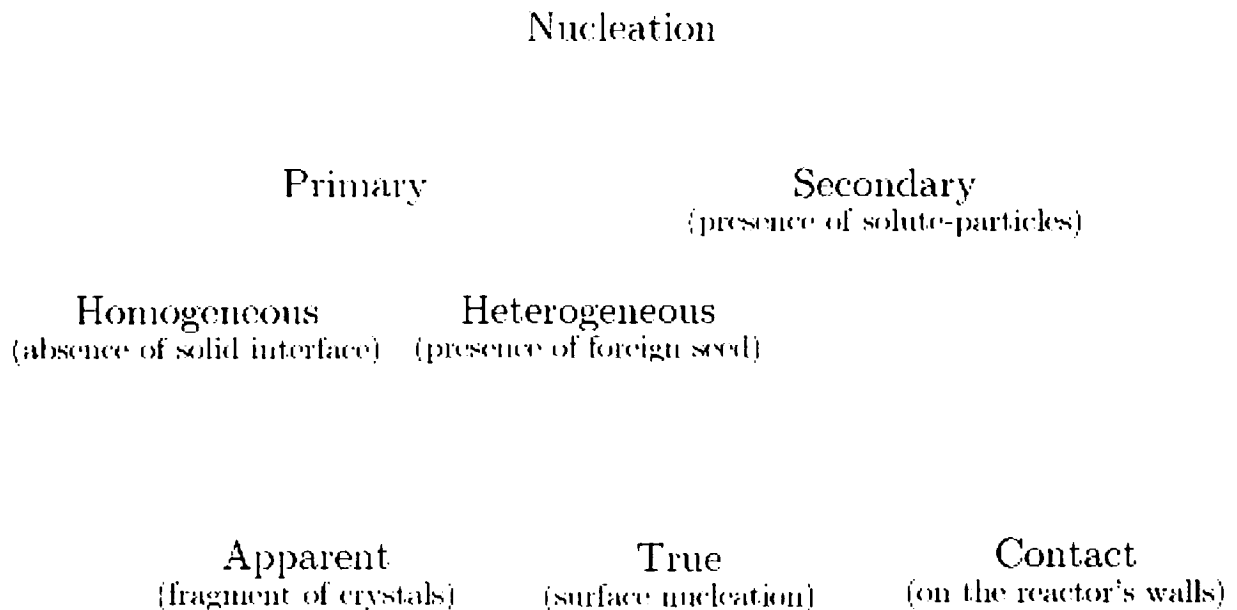 Nucleation
Primary Secondary
(presence of solute-particles)
Homogeneous Heterogeneous
(absence of solid interface) (presence of foreign seed)
Apparent True Contact
(fragment of crystals) (surface nucleation) (on the reactor's walls)